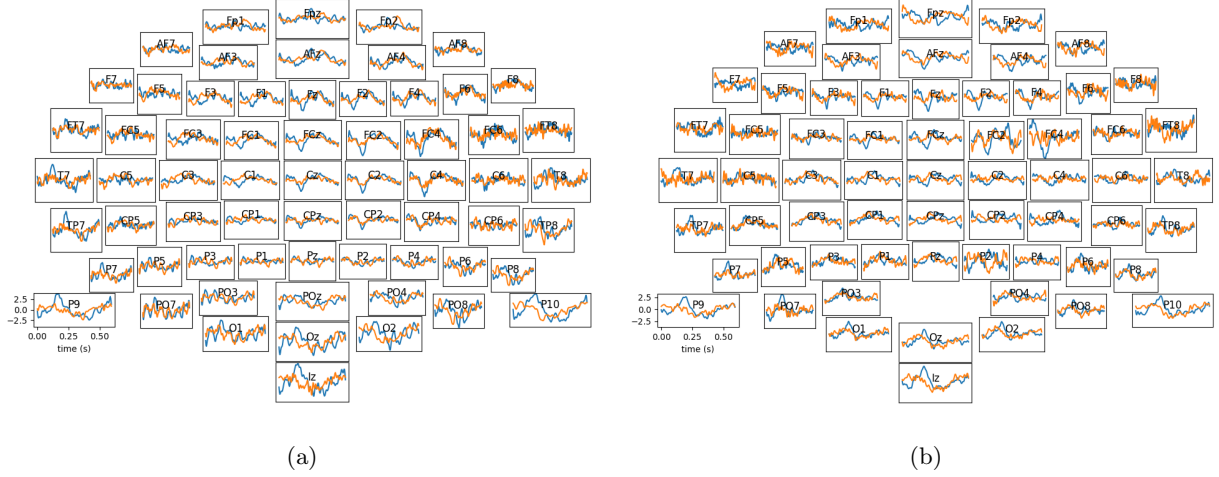 Fp1 Fpz Fp2
AF7 AF3 AFz AF4 AF8
F7 F5 F3 F1 Fz F2 F4 F6 F8
FT7 FC5 FC3 FC1 FCz FC2 FC4 FC6 FT8
T7 C5 C3 C1 Cz C2 C4 C6 T8
TP7 CP5 CP3 CP1 CPz CP2 CP4 CP6 TP8
P7 P5 P3 P1 Pz P2 P4 P6 P8
P9 PO7 PO3 POz PO4 PO8 P10
O1 Oz O2
Iz
2.5
0.0
−2.5
0.00 0.25 0.50
time (s)
(a)
Fp1 Fpz Fp2
AF7 AF3 AFz AF4 AF8
F7 F5 F3 F1 Fz F2 F4 F6 F8
FT7 FC5 FC3 FC1 FCz FC2 FC4 FC6 FT8
T7 C5 C3 C1 Cz C2 C4 C6 T8
TP7 CP5 CP3 CP1 CPz CP2 CP4 CP6 TP8
P7 P5 P3 P1 Pz P2 P4 P6 P8
P9 PO7 PO3 PO4 PO8 P10
O1 Oz O2
Iz
2.5
0.0
−2.5
0.00 0.25 0.50
time (s)
(b)